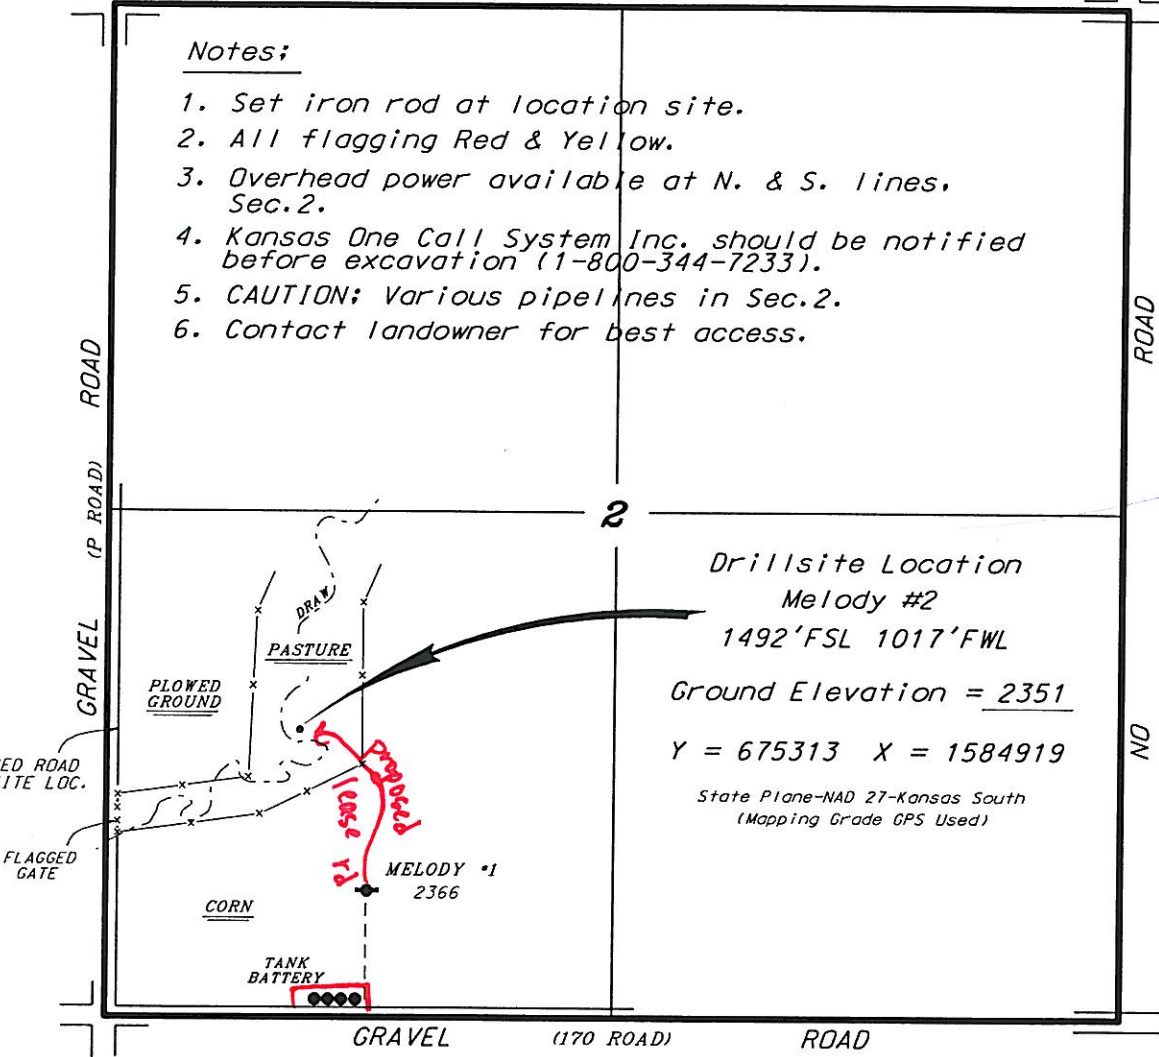 Notes:
1. Set iron rod at location site.
2. All flagging Red & Yellow.
3. Overhead power available at N. & S. lines,
Sec.2.
4. Kansas One Call System Inc. should be notified
before excavation (1-800-344-7233).
5. CAUTION: Various pipelines in Sec.2.
6. Contact landowner for best access.
GRAVEL (P ROAD) ROAD
NO ROAD
2
Drillsite Location
Melody #2
1492'FSL 1017'FWL
Ground Elevation = 2351
Y = 675313 X = 1584919
State Plane-NAD 27-Kansas South
(Mapping Grade GPS Used)
DRAW
PASTURE
PLOWED
GROUND
ED ROAD
ITE LOC.
FLAGGED
GATE
proposed
lease rd
MELODY #1
2366
CORN
TANK
BATTERY
GRAVEL (170 ROAD) ROAD